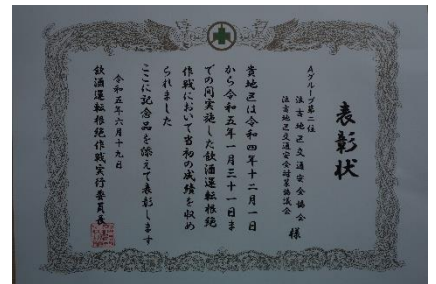 表彰状
Aグループ第二位
住吉地区交通安全協会
住吉地区交通安全対策協議会
様
貴地区は令和四年十二月一日
から令和五年一月三十一日ま
での間実施した飲酒運転根絶
作戦において当初の成績を収め
られました
ここに記念品を添えて表彰します
令和五年六月十九日
飲酒運転根絶作戦実行委員長